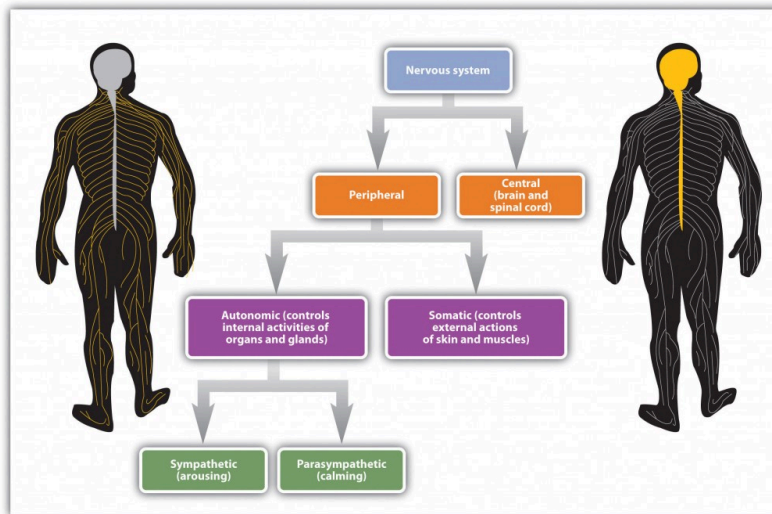 Nervous system
Peripheral
Central
(brain and
spinal cord)
Autonomic (controls
internal activities of
organs and glands)
Somatic (controls
external actions
of skin and muscles)
Sympathetic
(arousing)
Parasympathetic
(calming)